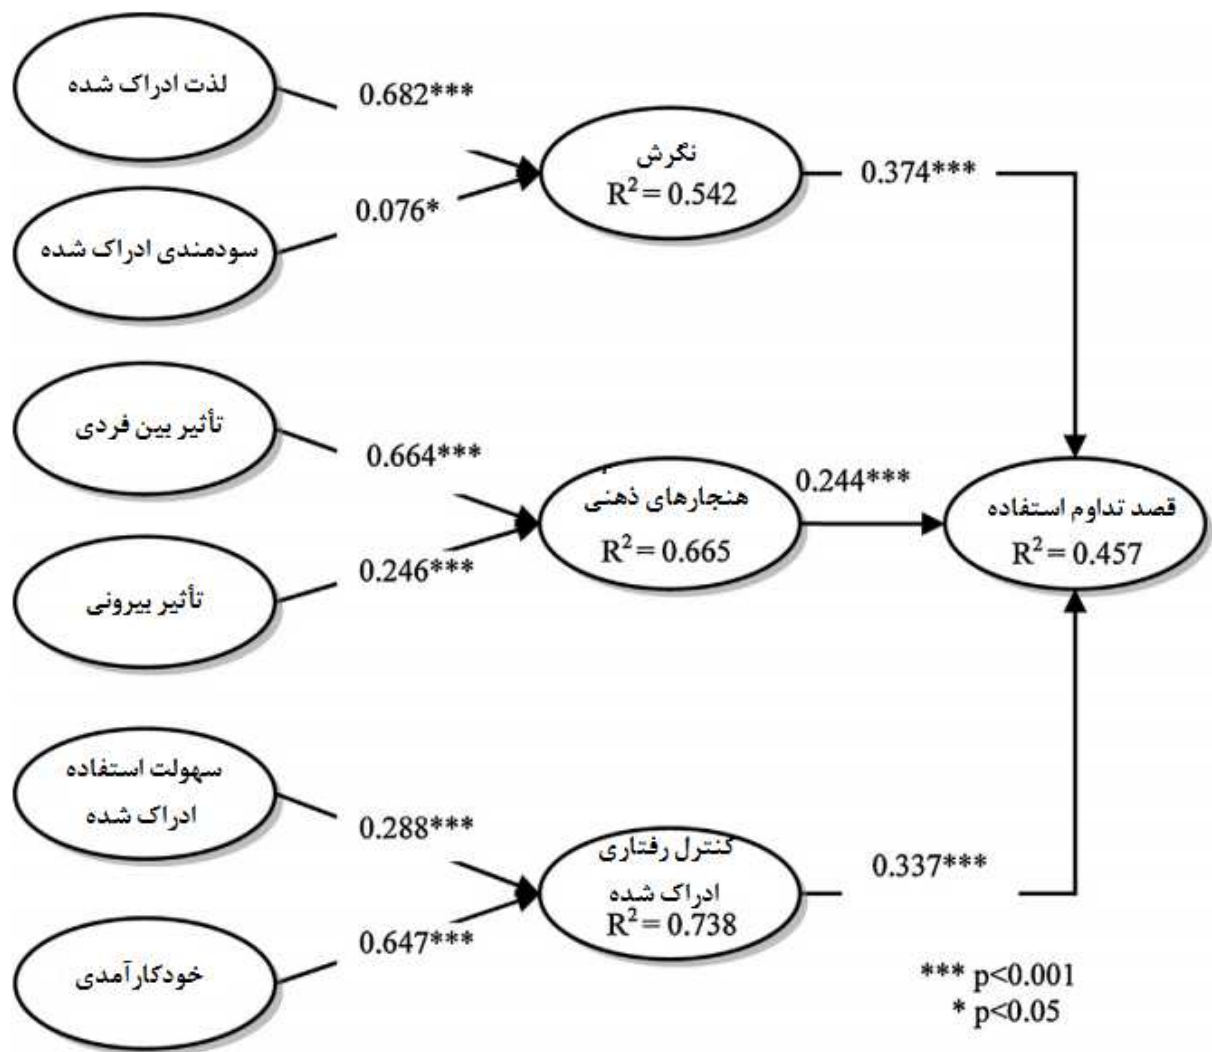 لذت ادراک شده
0.682***
نگرش
R² = 0.542
0.374***
0.076*
سودمندی ادراک شده
تأثیر بین فردی
0.664***
هنجارهای ذهنی
R² = 0.665
0.244***
قصد تداوم استفاده
R² = 0.457
0.246***
تأثیر بیرونی
سهولت استفاده
ادراک شده
0.288***
کنترل رفتاری
ادراک شده
R² = 0.738
0.337***
0.647***
خودکارآمدی
*** p<0.001
* p<0.05